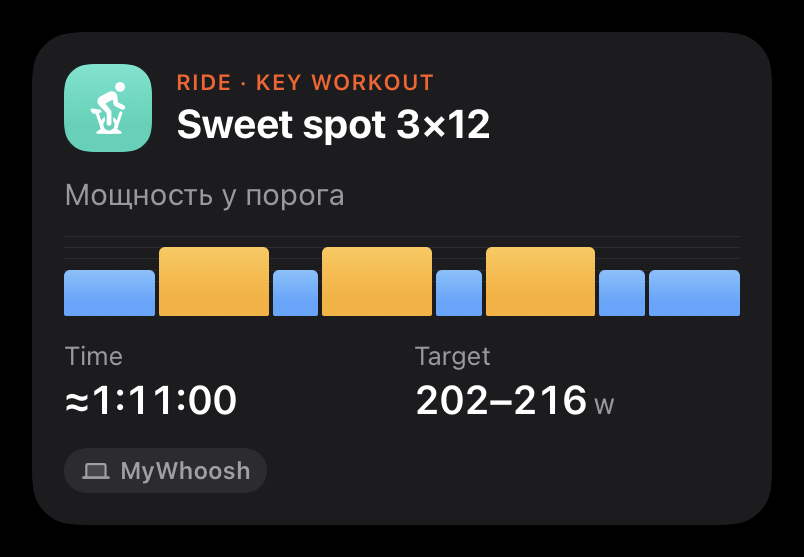 RIDE · KEY WORKOUT
Sweet spot 3×12
Мощность у порога
Time
≈1:11:00
Target
202–216 W
MyWhoosh